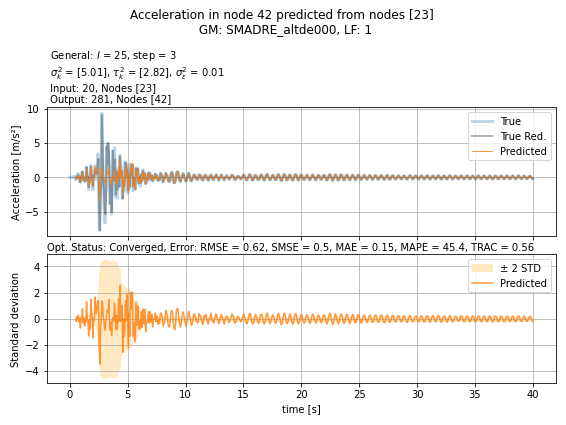 Acceleration in node 42 predicted from nodes [23]
GM: SMADRE_altde000, LF: 1
General: l = 25, step = 3
σ²ₖ = [5.01], τ²ₖ = [2.82], σ²ε = 0.01
Input: 20, Nodes [23]
Output: 281, Nodes [42]
10
5
0
−5
Acceleration [m/s²]
True
True Red.
Predicted
Opt. Status: Converged, Error: RMSE = 0.62, SMSE = 0.5, MAE = 0.15, MAPE = 45.4, TRAC = 0.56
4
2
0
−2
−4
Standard deviation
± 2 STD
Predicted
0 5 10 15 20 25 30 35 40
time [s]